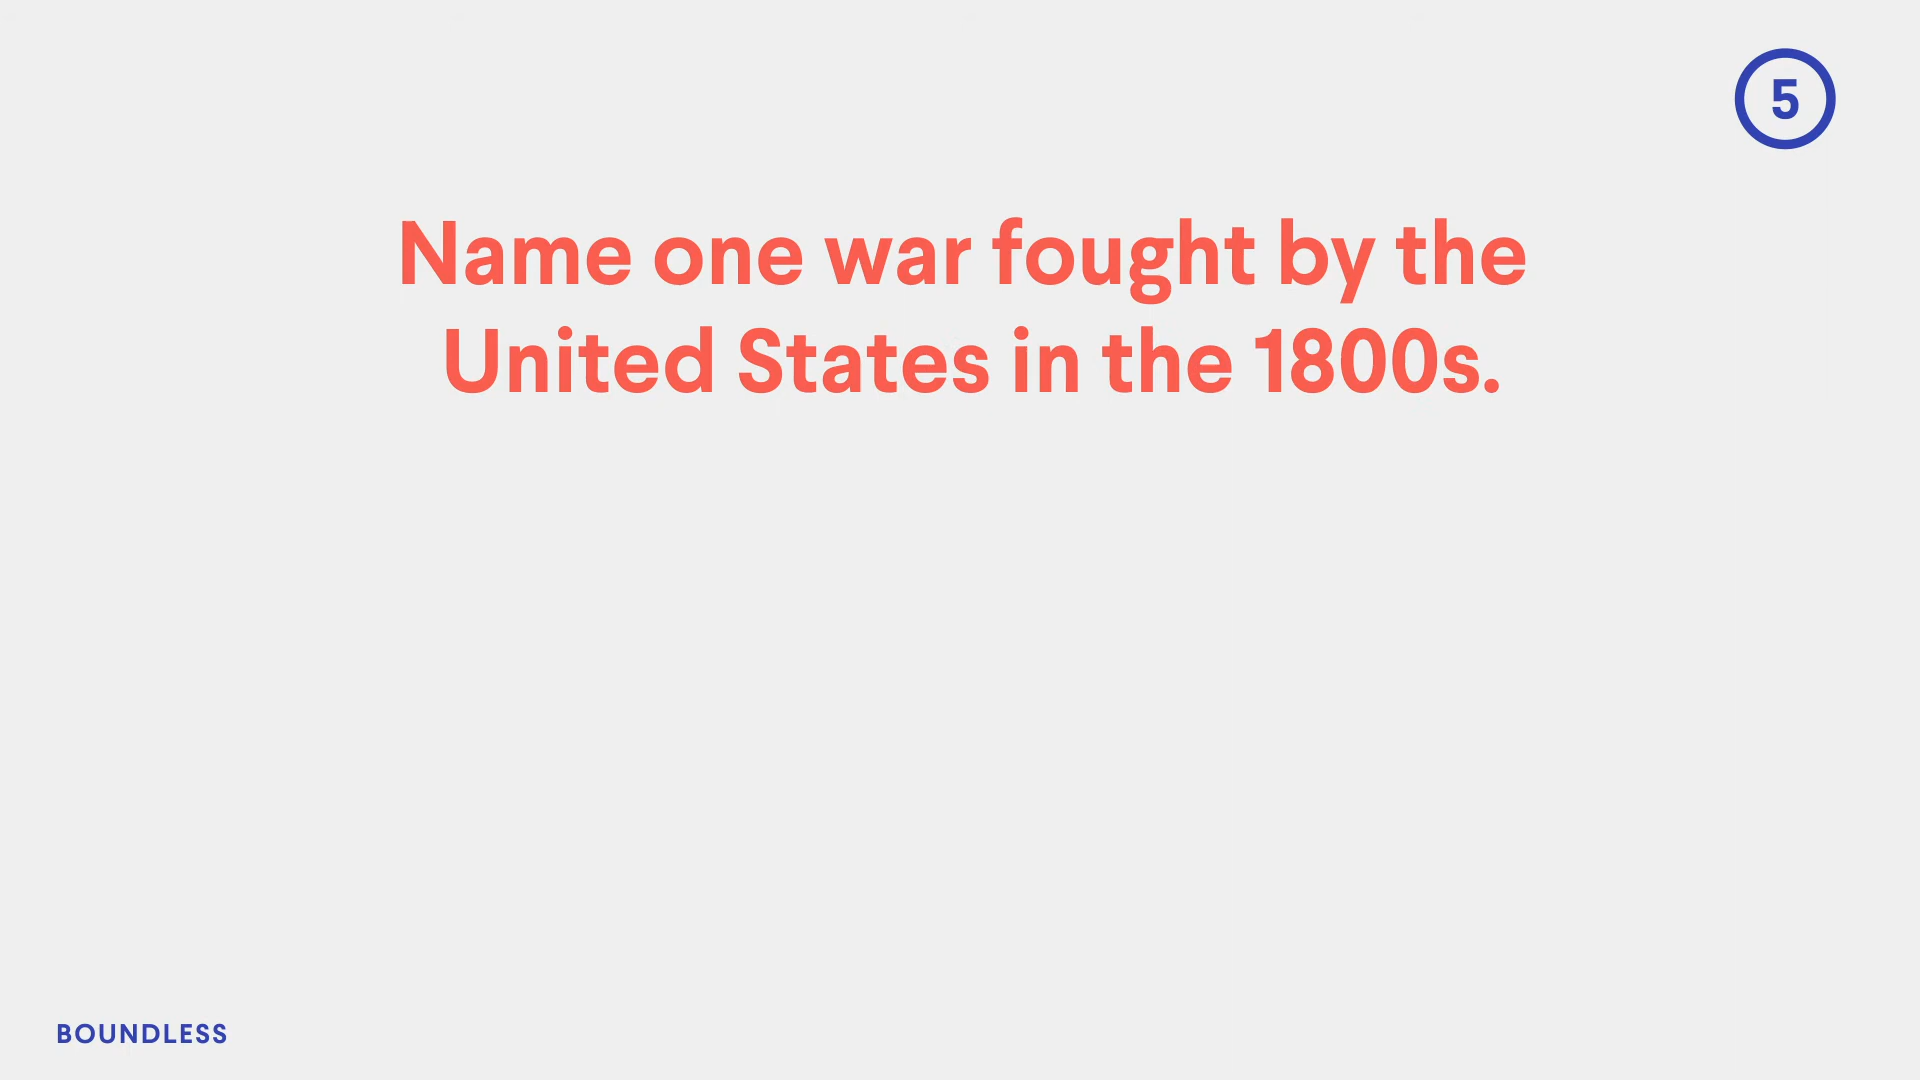 5
Name one war fought by the
United States in the 1800s.
BOUNDLESS